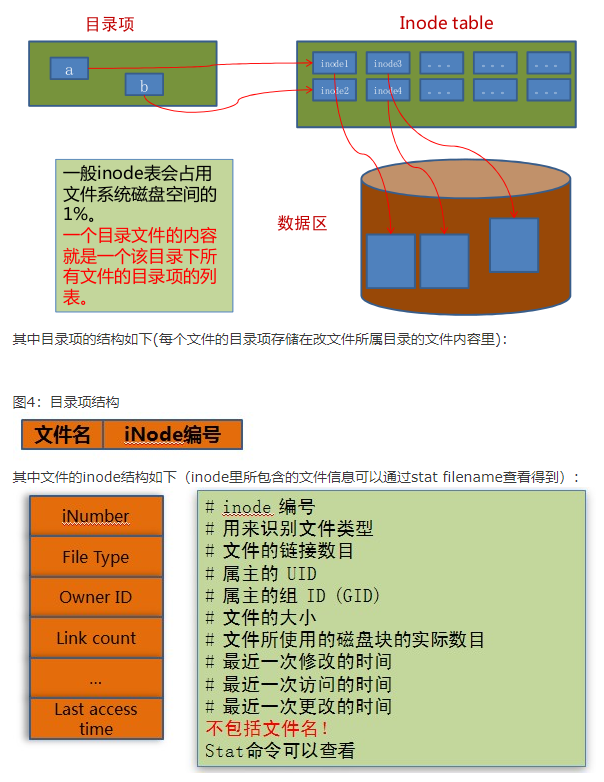 目录项
Inode table
a
b
inode1 inode3 ... ... ...
inode2 inode4 ... ... ...
一般inode表会占用
文件系统磁盘空间的
1%。
一个目录文件的内容
就是一个该目录下所
有文件的目录项的列
表。
数据区
其中目录项的结构如下(每个文件的目录项存储在改文件所属目录的文件内容里)：
图4：目录项结构
文件名 iNode编号
其中文件的inode结构如下（inode里所包含的文件信息可以通过stat filename查看得到）：
iNumber
File Type
Owner ID
Link count
...
Last access
time
# inode 编号
# 用来识别文件类型
# 文件的链接数目
# 属主的 UID
# 属主的组 ID (GID)
# 文件的大小
# 文件所使用的磁盘块的实际数目
# 最近一次修改的时间
# 最近一次访问的时间
# 最近一次更改的时间
不包括文件名!
Stat命令可以查看